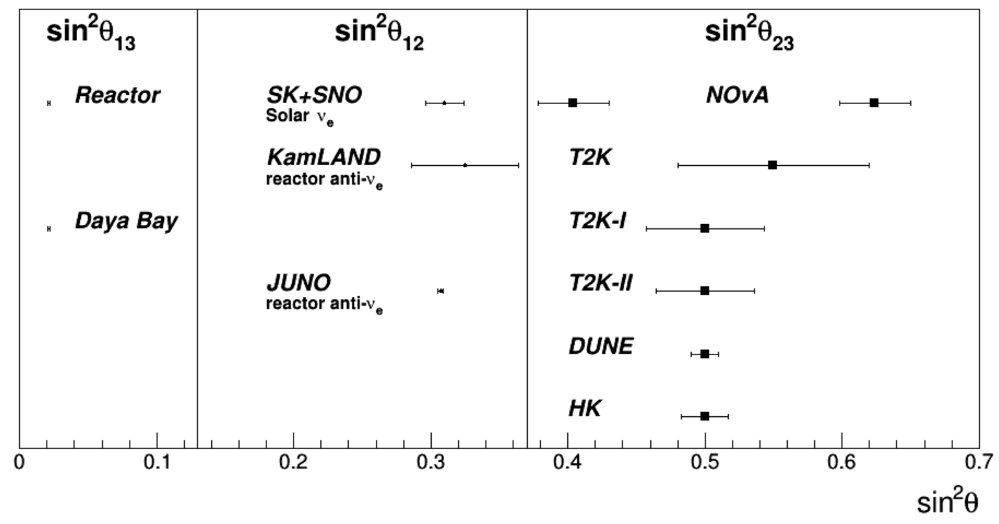 sin²θ₁₃
sin²θ₁₂
sin²θ₂₃
Reactor
SK+SNO
Solar νₑ
NOνA
KamLAND
reactor anti-νₑ
T2K
Daya Bay
T2K-I
JUNO
reactor anti-νₑ
T2K-II
DUNE
HK
0 0.1 0.2 0.3 0.4 0.5 0.6 0.7
sin²θ